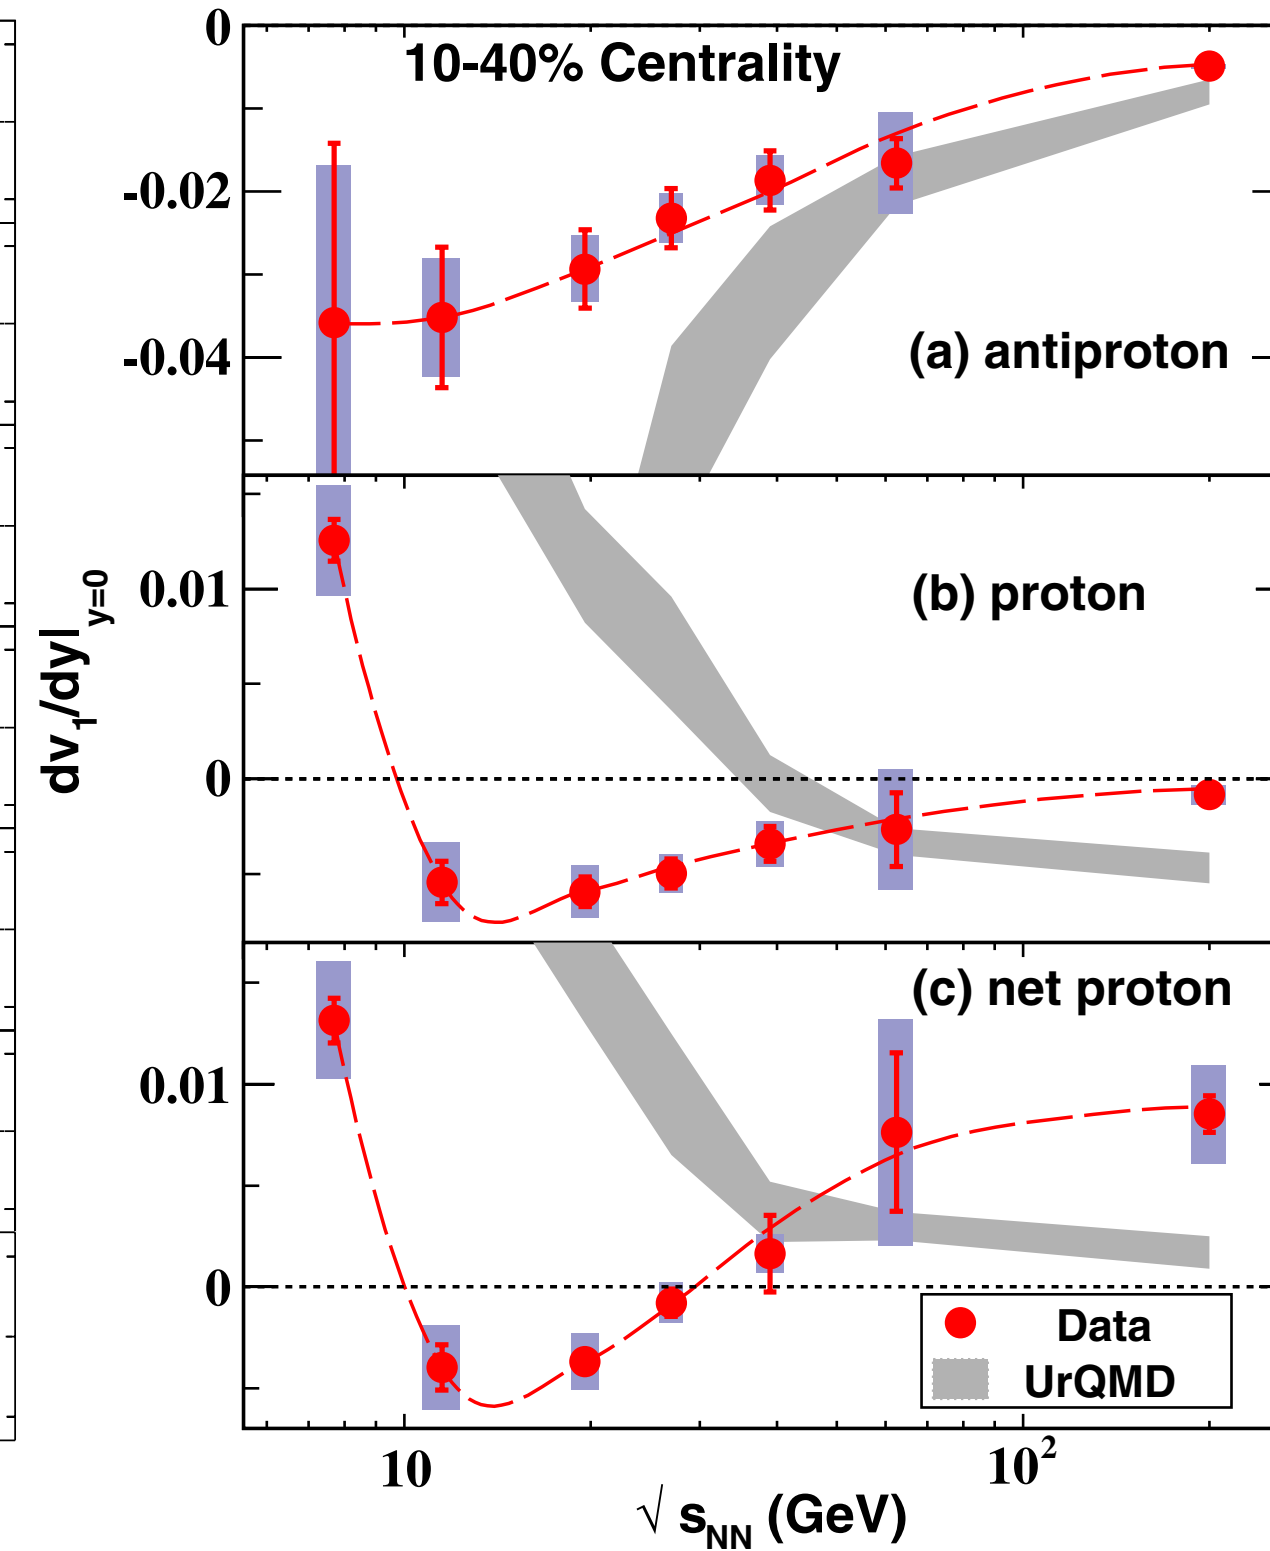 0
10-40% Centrality
-0.02
-0.04
(a) antiproton
dv₁/dy|y=0
0.01
(b) proton
0
(c) net proton
0.01
0
Data
UrQMD
10
10²
√ sNN (GeV)